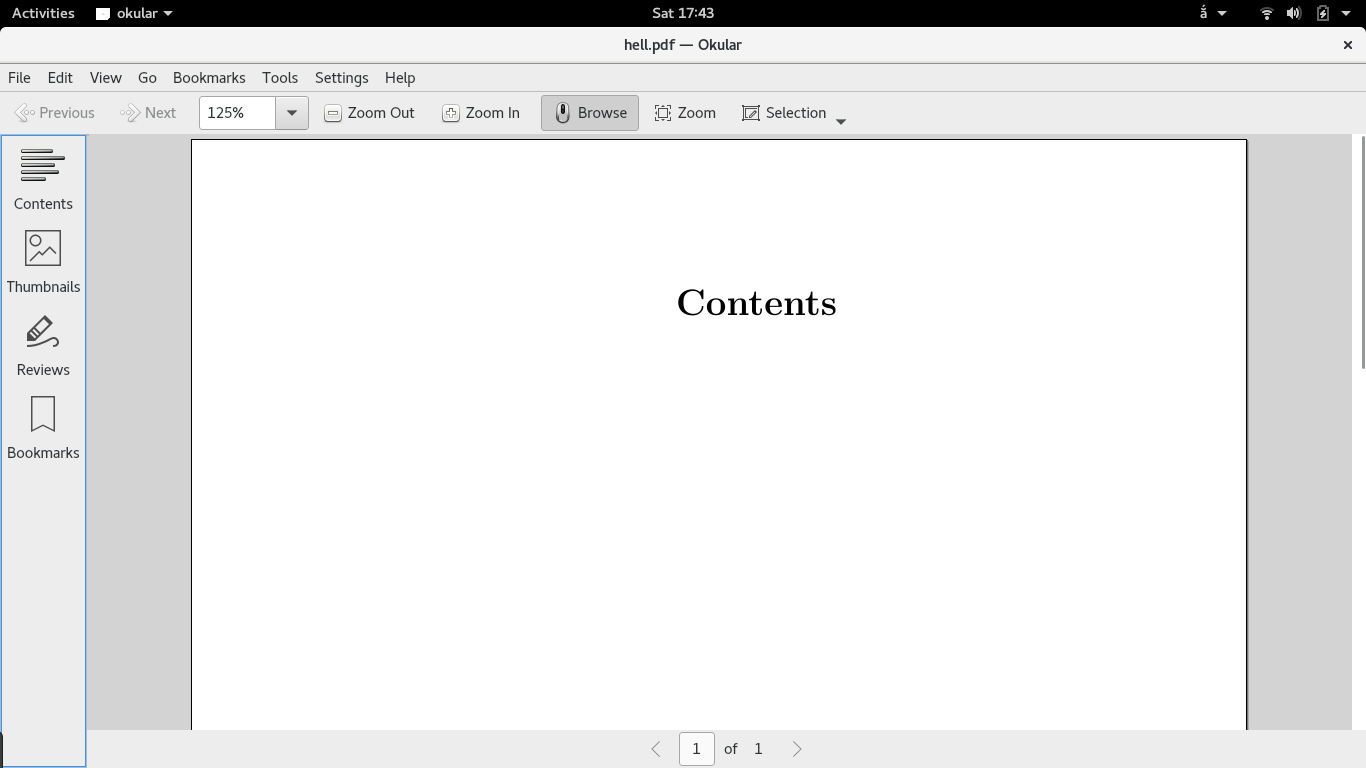 Activities okular Sat 17:43 á̋
hell.pdf — Okular
File Edit View Go Bookmarks Tools Settings Help
Previous Next 125% Zoom Out Zoom In Browse Zoom Selection
Contents
Thumbnails
Reviews
Bookmarks
Contents
1 of 1